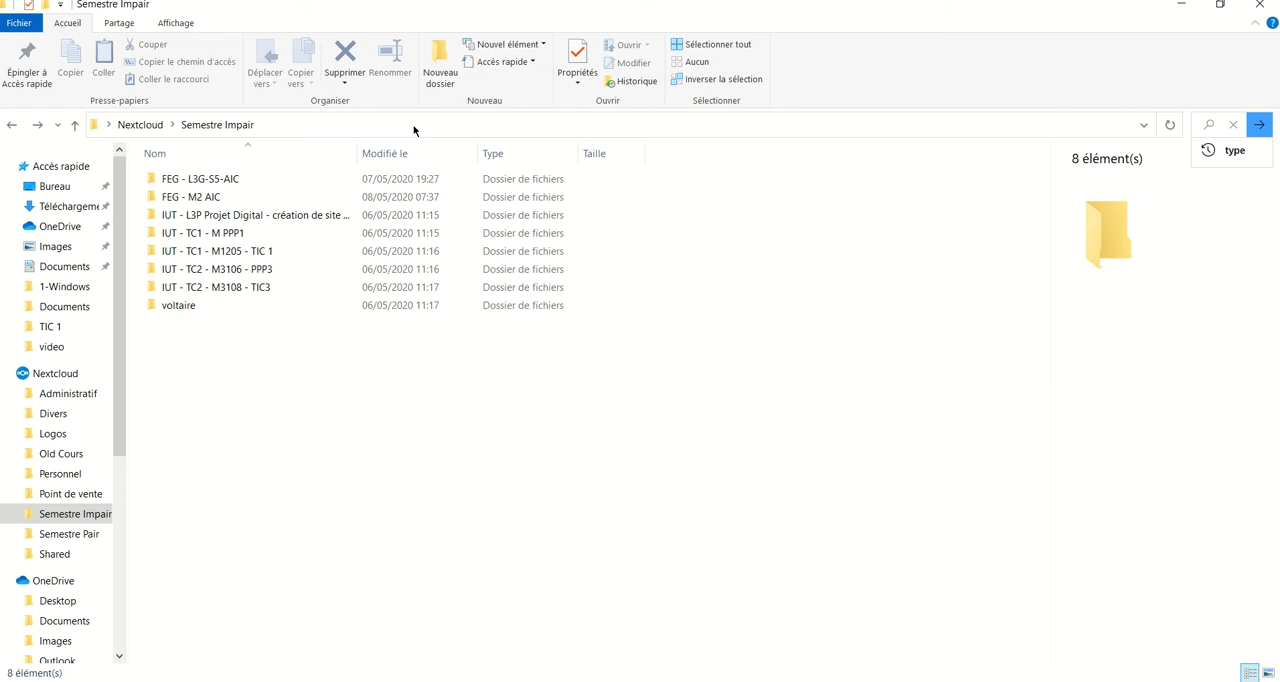 Semestre Impair
Fichier Accueil Partage Affichage
Épingler à Accès rapide
Copier
Coller
Couper
Copier le chemin d'accès
Coller le raccourci
Presse-papiers
Déplacer vers
Copier vers
Supprimer
Renommer
Organiser
Nouveau dossier
Nouvel élément
Accès rapide
Nouveau
Propriétés
Ouvrir
Modifier
Historique
Ouvrir
Sélectionner tout
Aucun
Inverser la sélection
Sélectionner
Nextcloud Semestre Impair
type
Nom Modifié le Type Taille
FEG - L3G-S5-AIC 07/05/2020 19:27 Dossier de fichiers
FEG - M2 AIC 08/05/2020 07:37 Dossier de fichiers
IUT - L3P Projet Digital - création de site ... 06/05/2020 11:15 Dossier de fichiers
IUT - TC1 - M PPP1 06/05/2020 11:15 Dossier de fichiers
IUT - TC1 - M1205 - TIC 1 06/05/2020 11:16 Dossier de fichiers
IUT - TC2 - M3106 - PPP3 06/05/2020 11:16 Dossier de fichiers
IUT - TC2 - M3108 - TIC3 06/05/2020 11:17 Dossier de fichiers
voltaire 06/05/2020 11:17 Dossier de fichiers
8 élément(s)
Accès rapide
Bureau
Téléchargeme
OneDrive
Images
Documents
1-Windows
Documents
TIC 1
video
Nextcloud
Administratif
Divers
Logos
Old Cours
Personnel
Point de vente
Semestre Impair
Semestre Pair
Shared
OneDrive
Desktop
Documents
Images
Outlook
8 élément(s)